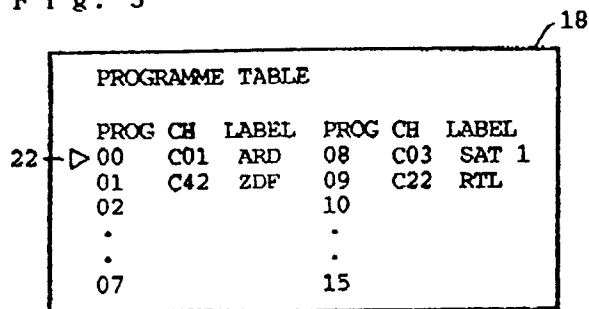 Fig. 3
18
PROGRAMME TABLE
PROG CH LABEL PROG CH LABEL
22 00 C01 ARD 08 C03 SAT 1
01 C42 ZDF 09 C22 RTL
02 10
. .
. .
07 15